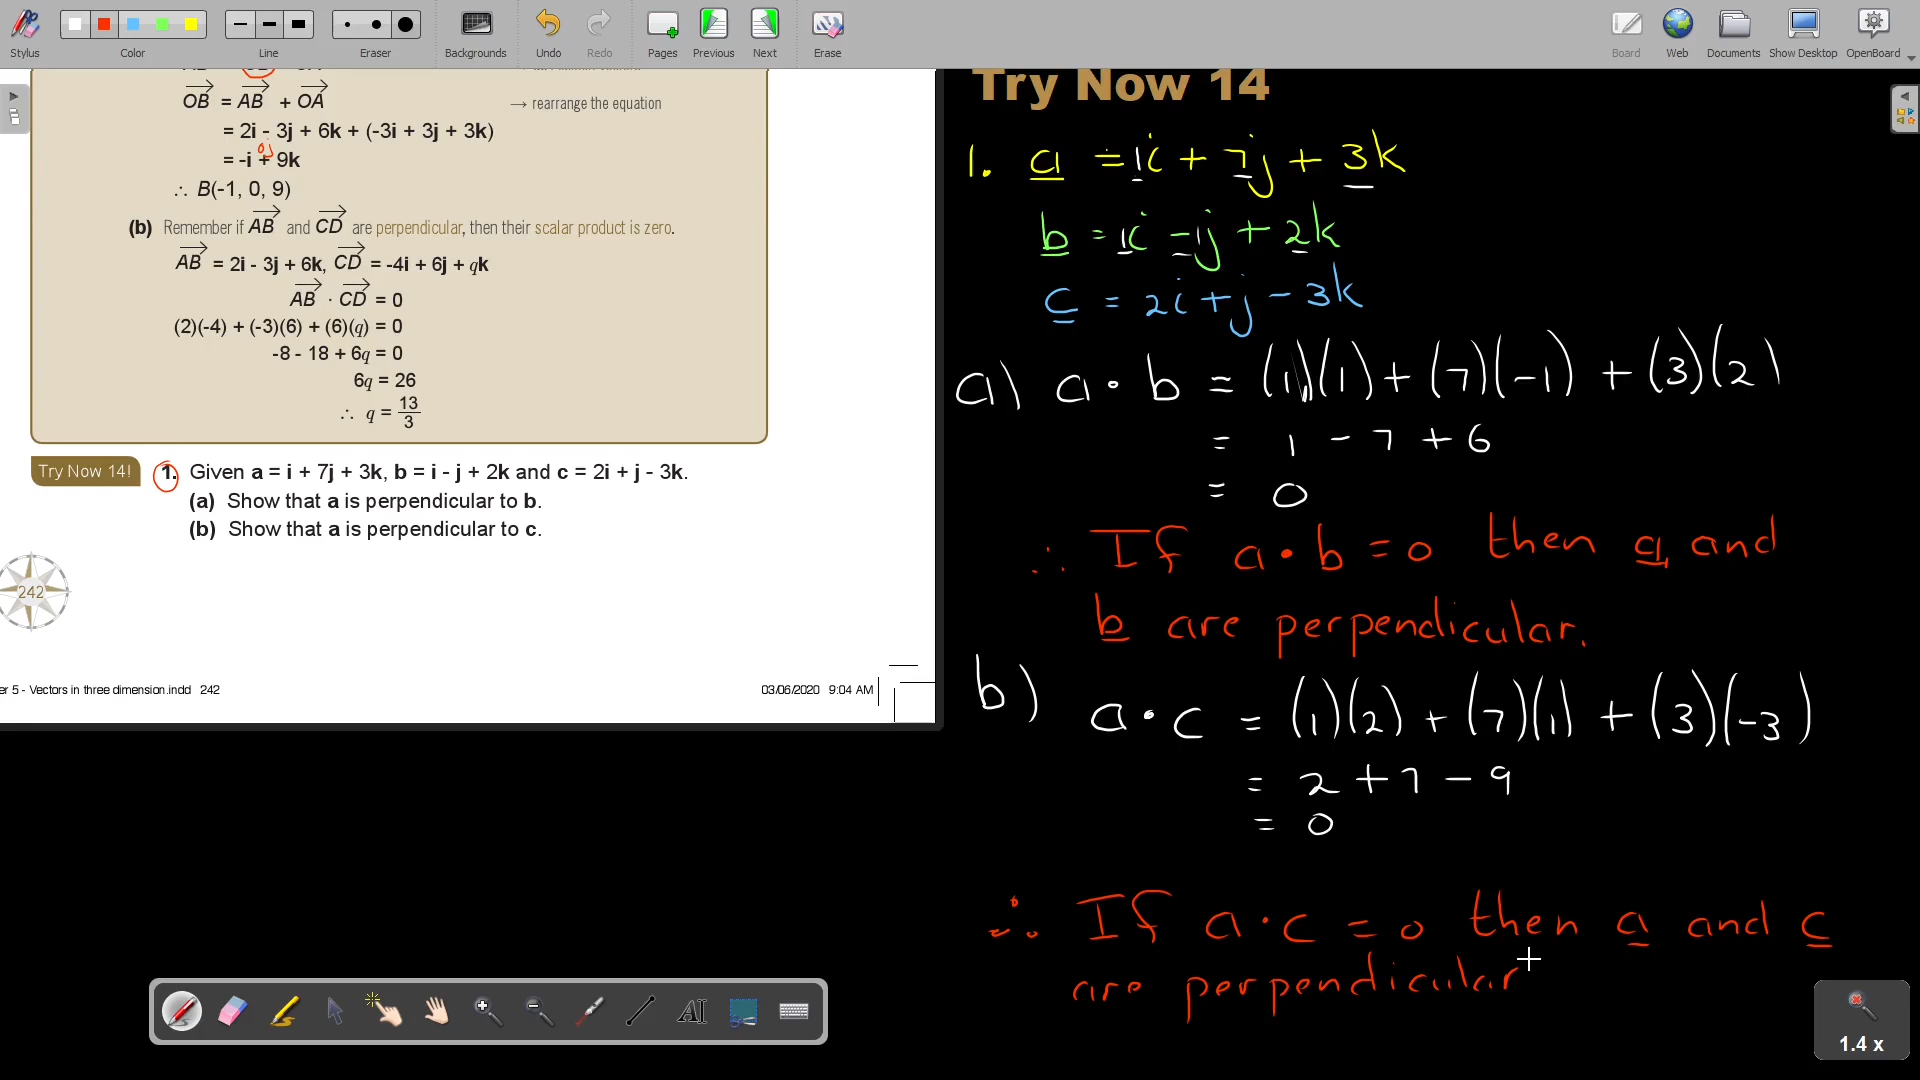 Stylus
Color
Line
Eraser
Backgrounds
Undo
Redo
Pages
Previous
Next
Erase
Board
Web
Documents
Show Desktop
OpenBoard
OB = AB + OA → rearrange the equation
= 2i - 3j + 6k + (-3i + 3j + 3k)
= -i + 9k
0j
∴ B(-1, 0, 9)
(b) Remember if AB and CD are perpendicular, then their scalar product is zero.
AB = 2i - 3j + 6k, CD = -4i + 6j + qk
AB · CD = 0
(2)(-4) + (-3)(6) + (6)(q) = 0
-8 - 18 + 6q = 0
6q = 26
∴ q = 13/3
Try Now 14! 1. Given a = i + 7j + 3k, b = i - j + 2k and c = 2i + j - 3k.
(a) Show that a is perpendicular to b.
(b) Show that a is perpendicular to c.
242
er 5 - Vectors in three dimension.indd 242
03/06/2020 9:04 AM
Try Now 14
1. a = 1i + 7j + 3k
b = 1i - 1j + 2k
c = 2i + j - 3k
a) a · b = (1)(1) + (7)(-1) + (3)(2)
= 1 - 7 + 6
= 0
∴ If a · b = 0 then a and
b are perpendicular.
b) a · c = (1)(2) + (7)(1) + (3)(-3)
= 2 + 7 - 9
= 0
∴ If a · c = 0 then a and c
are perpendicular
1.4 x